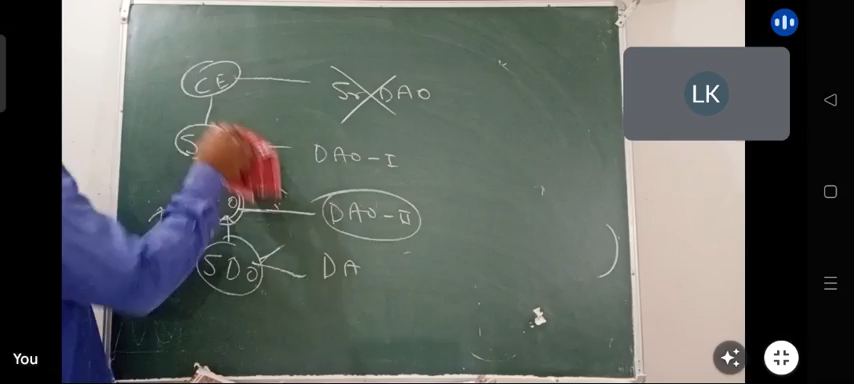 CE Sr DAO
DAO-I
LK
O DAO-II
SDO DA
You